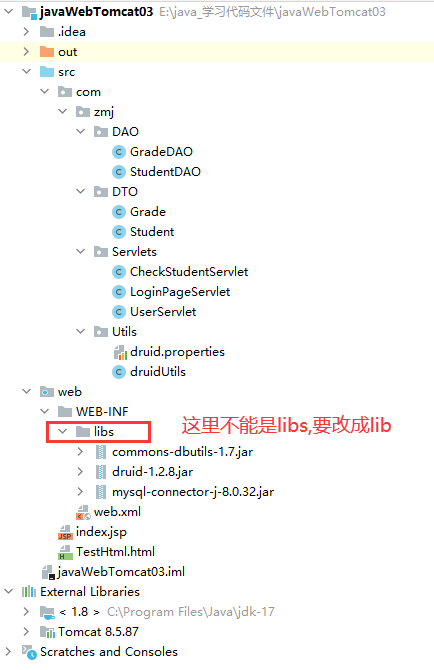 javaWebTomcat03 E:\java_学习代码文件\javaWebTomcat03
.idea
out
src
com
zmj
DAO
GradeDAO
StudentDAO
DTO
Grade
Student
Servlets
CheckStudentServlet
LoginPageServlet
UserServlet
Utils
druid.properties
druidUtils
web
WEB-INF
libs 这里不能是libs,要改成lib
commons-dbutils-1.7.jar
druid-1.2.8.jar
mysql-connector-j-8.0.32.jar
web.xml
index.jsp
TestHtml.html
javaWebTomcat03.iml
External Libraries
< 1.8 > C:\Program Files\Java\jdk-17
Tomcat 8.5.87
Scratches and Consoles